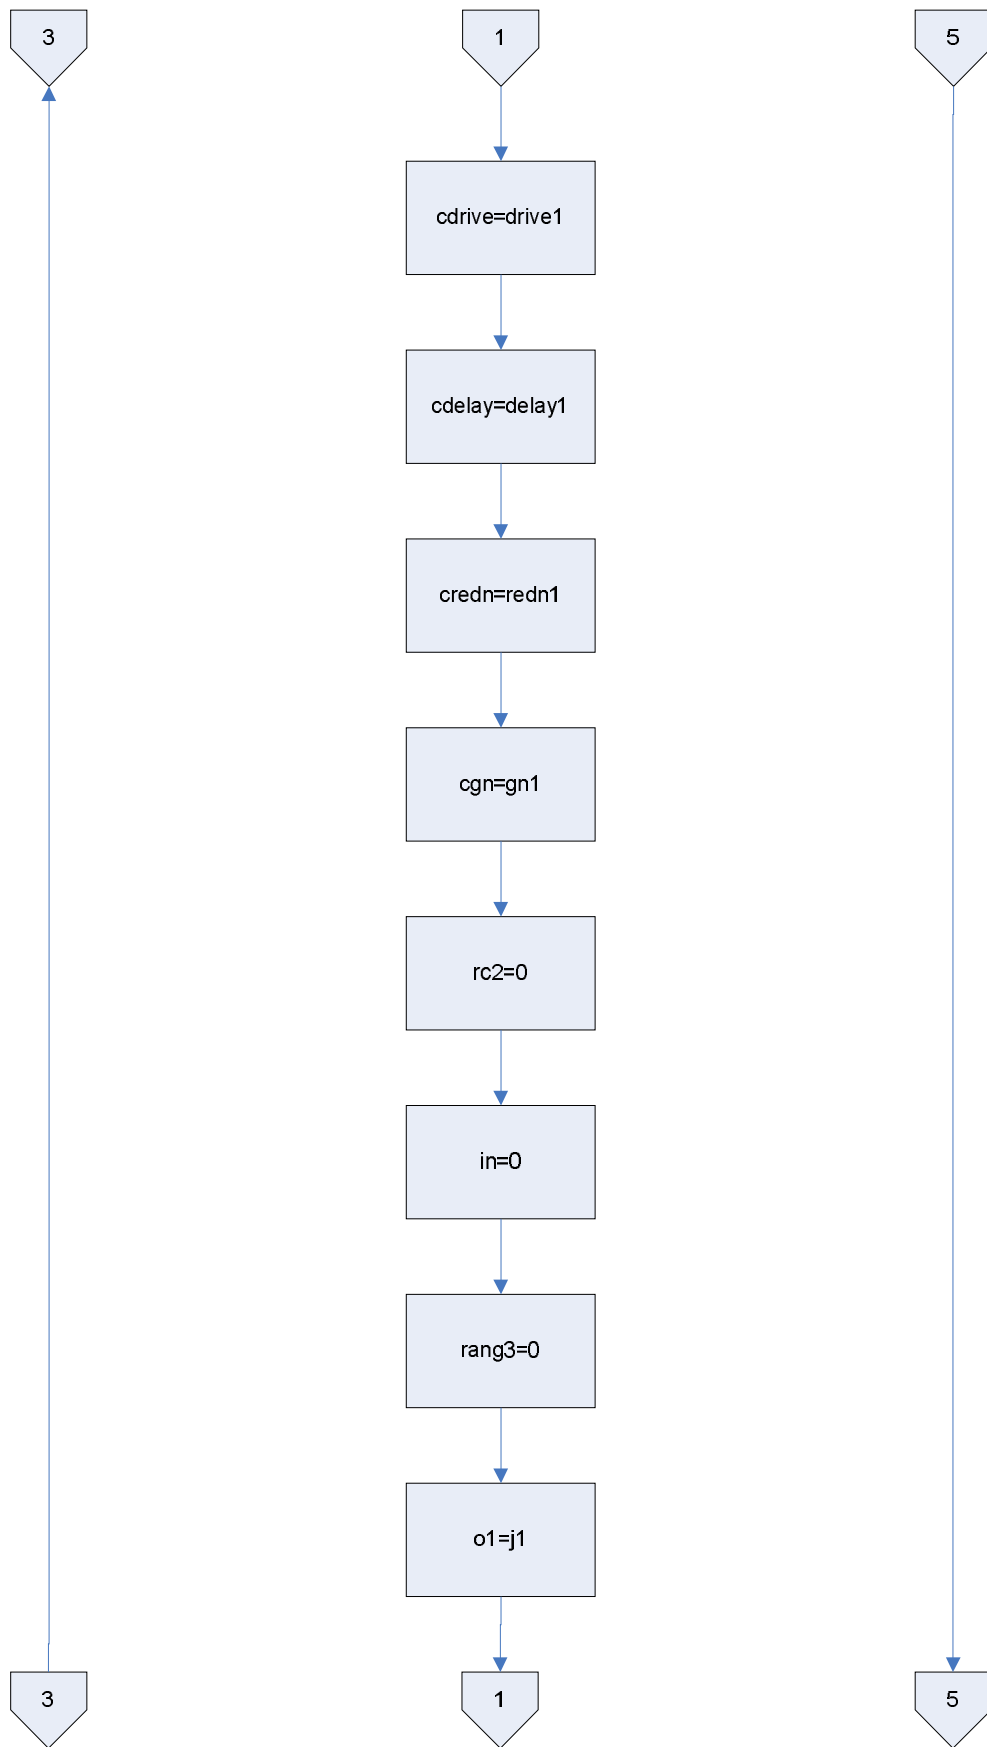 3
1
5
cdrive=drive1
cdelay=delay1
credn=redn1
cgn=gn1
rc2=0
in=0
rang3=0
o1=j1
3
1
5